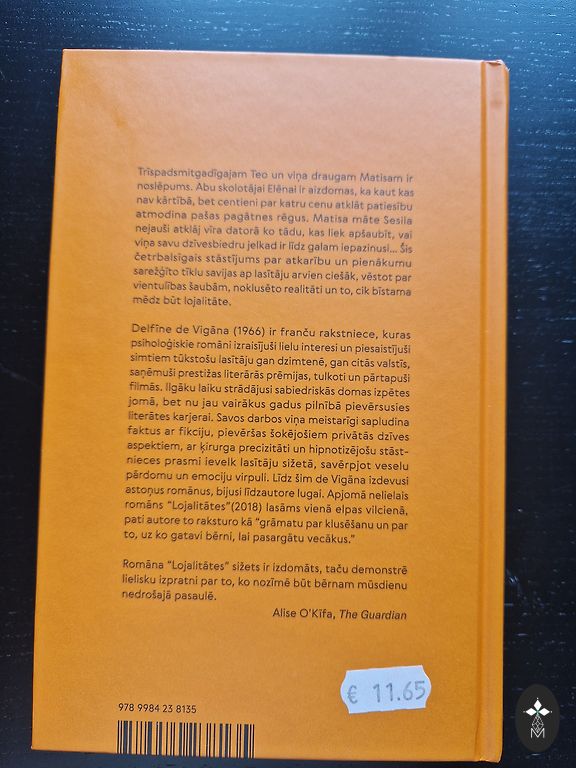 Trīspadsmitgadīgajam Teo un viņa draugam Matisam ir
noslēpums. Abu skolotājai Elēnai ir aizdomas, ka kaut kas
nav kārtībā, bet centieni par katru cenu atklāt patiesību
atmodina pašas pagātnes rēgus. Matisa māte Sesila
nejauši atklāj vīra datorā ko tādu, kas liek apšaubīt, vai
viņa savu dzīvesbiedru jelkad ir līdz galam iepazinusi... Šis
četrbalsīgais stāstījums par atkarību un pienākumu
sarežģīto tīklu savijas ap lasītāju arvien ciešāk, vēstot par
vientulības šaubām, noklusēto realitāti un to, cik bīstama
mēdz būt lojalitāte.
Delfīne de Vigāna (1966) ir franču rakstniece, kuras
psiholoģiskie romāni izraisījuši lielu interesi un piesaistījuši
simtiem tūkstošu lasītāju gan dzimtenē, gan citās valstīs,
saņēmuši prestižas literārās prēmijas, tulkoti un pārtapuši
filmās. Ilgāku laiku strādājusi sabiedriskās domas izpētes
jomā, bet nu jau vairākus gadus pilnībā pievērsusies
literātes karjerai. Savos darbos viņa meistarīgi sapludina
faktus ar fikciju, pievēršas šokējošiem privātās dzīves
aspektiem, ar ķirurga precizitāti un hipnotizējošu stāst-
nieces prasmi ievelk lasītāju sižetā, savērpjot veselu
pārdomu un emociju virpuli. Līdz šim de Vigāna izdevusi
astoņus romānus, bijusi līdzautore lugai. Apjomā nelielais
romāns "Lojalitātes"(2018) lasāms vienā elpas vilcienā,
pati autore to raksturo kā "grāmatu par klusēšanu un par
to, uz ko gatavi bērni, lai pasargātu vecākus."
Romāna "Lojalitātes" sižets ir izdomāts, taču demonstrē
lielisku izpratni par to, ko nozīmē būt bērnam mūsdienu
nedrošajā pasaulē.
Alise O'Kīfa, The Guardian
€ 11.65
978 9984 23 8135